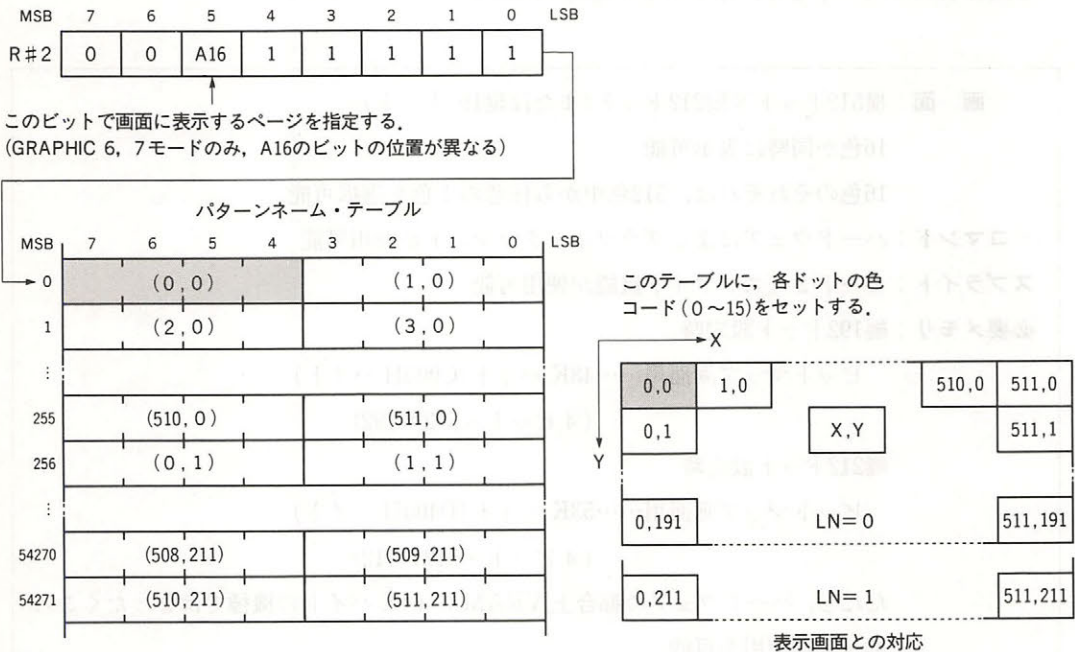 MSB 7 6 5 4 3 2 1 0 LSB
R♯2 0 0 A16 1 1 1 1 1
このビットで画面に表示するページを指定する.
(GRAPHIC 6, 7モードのみ, A16のビットの位置が異なる)
パターンネーム・テーブル
MSB 7 6 5 4 3 2 1 0 LSB
0 (0,0) (1,0)
1 (2,0) (3,0)
⋮
255 (510,0) (511,0)
256 (0,1) (1,1)
⋮
54270 (508,211) (509,211)
54271 (510,211) (511,211)
このテーブルに, 各ドットの色
コード(0〜15)をセットする.
X
Y
0,0 1,0 510,0 511,0
0,1 X,Y 511,1
0,191 LN=0 511,191
0,211 LN=1 511,211
表示画面との対応